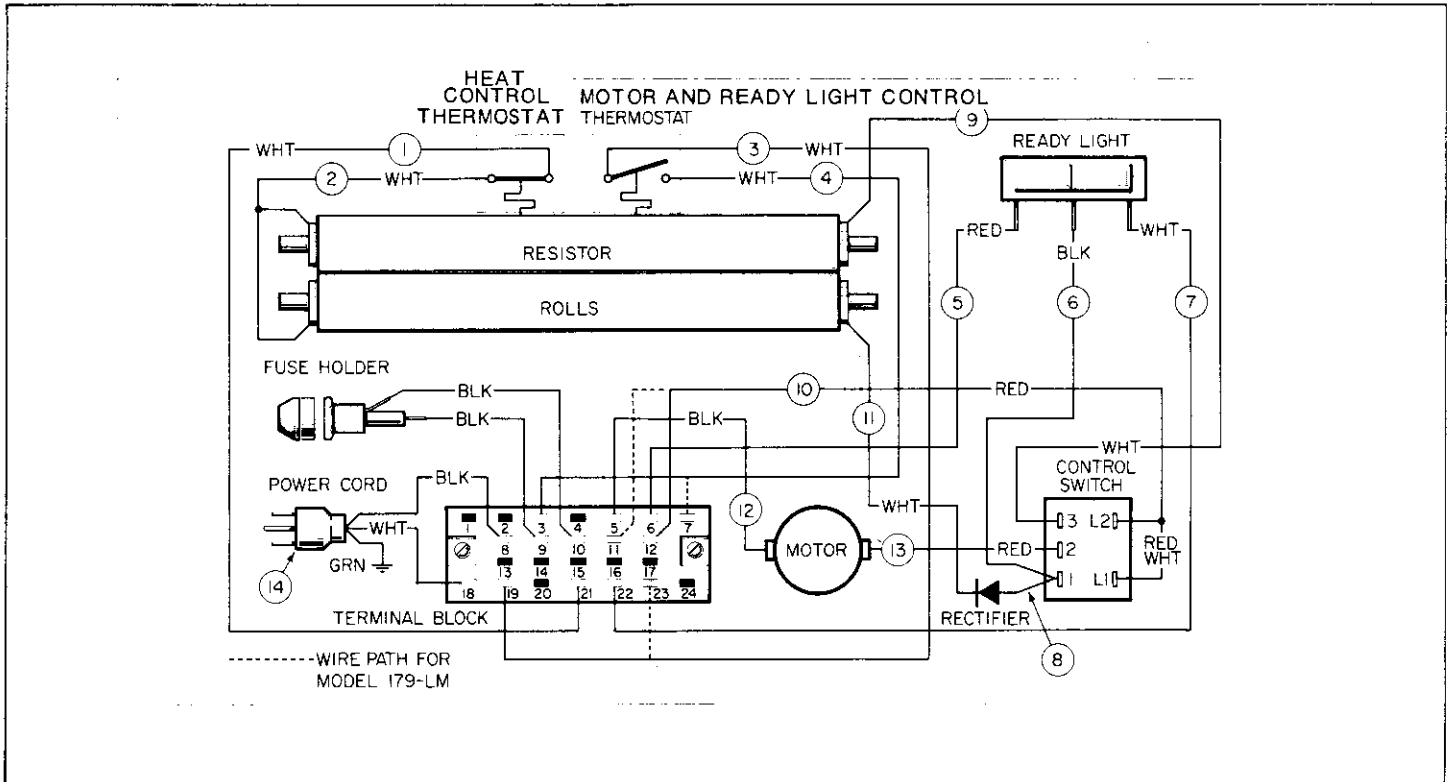 HEAT
CONTROL
THERMOSTAT
MOTOR AND READY LIGHT CONTROL
THERMOSTAT
9
WHT
1
3
WHT
READY LIGHT
2
WHT
WHT
4
RED
WHT
BLK
RESISTOR
ROLLS
5
6
7
FUSE HOLDER
BLK
BLK
10
RED
BLK
11
WHT
CONTROL
SWITCH
POWER CORD
BLK
WHT
GRN
14
12
WHT
MOTOR
13
RED
3
L2
2
1
L1
RED
WHT
1
2
3
4
5
6
7
8
9
10
11
12
13
14
15
16
17
18
19
20
21
22
23
24
TERMINAL BLOCK
RECTIFIER
8
WIRE PATH FOR
MODEL 179-LM